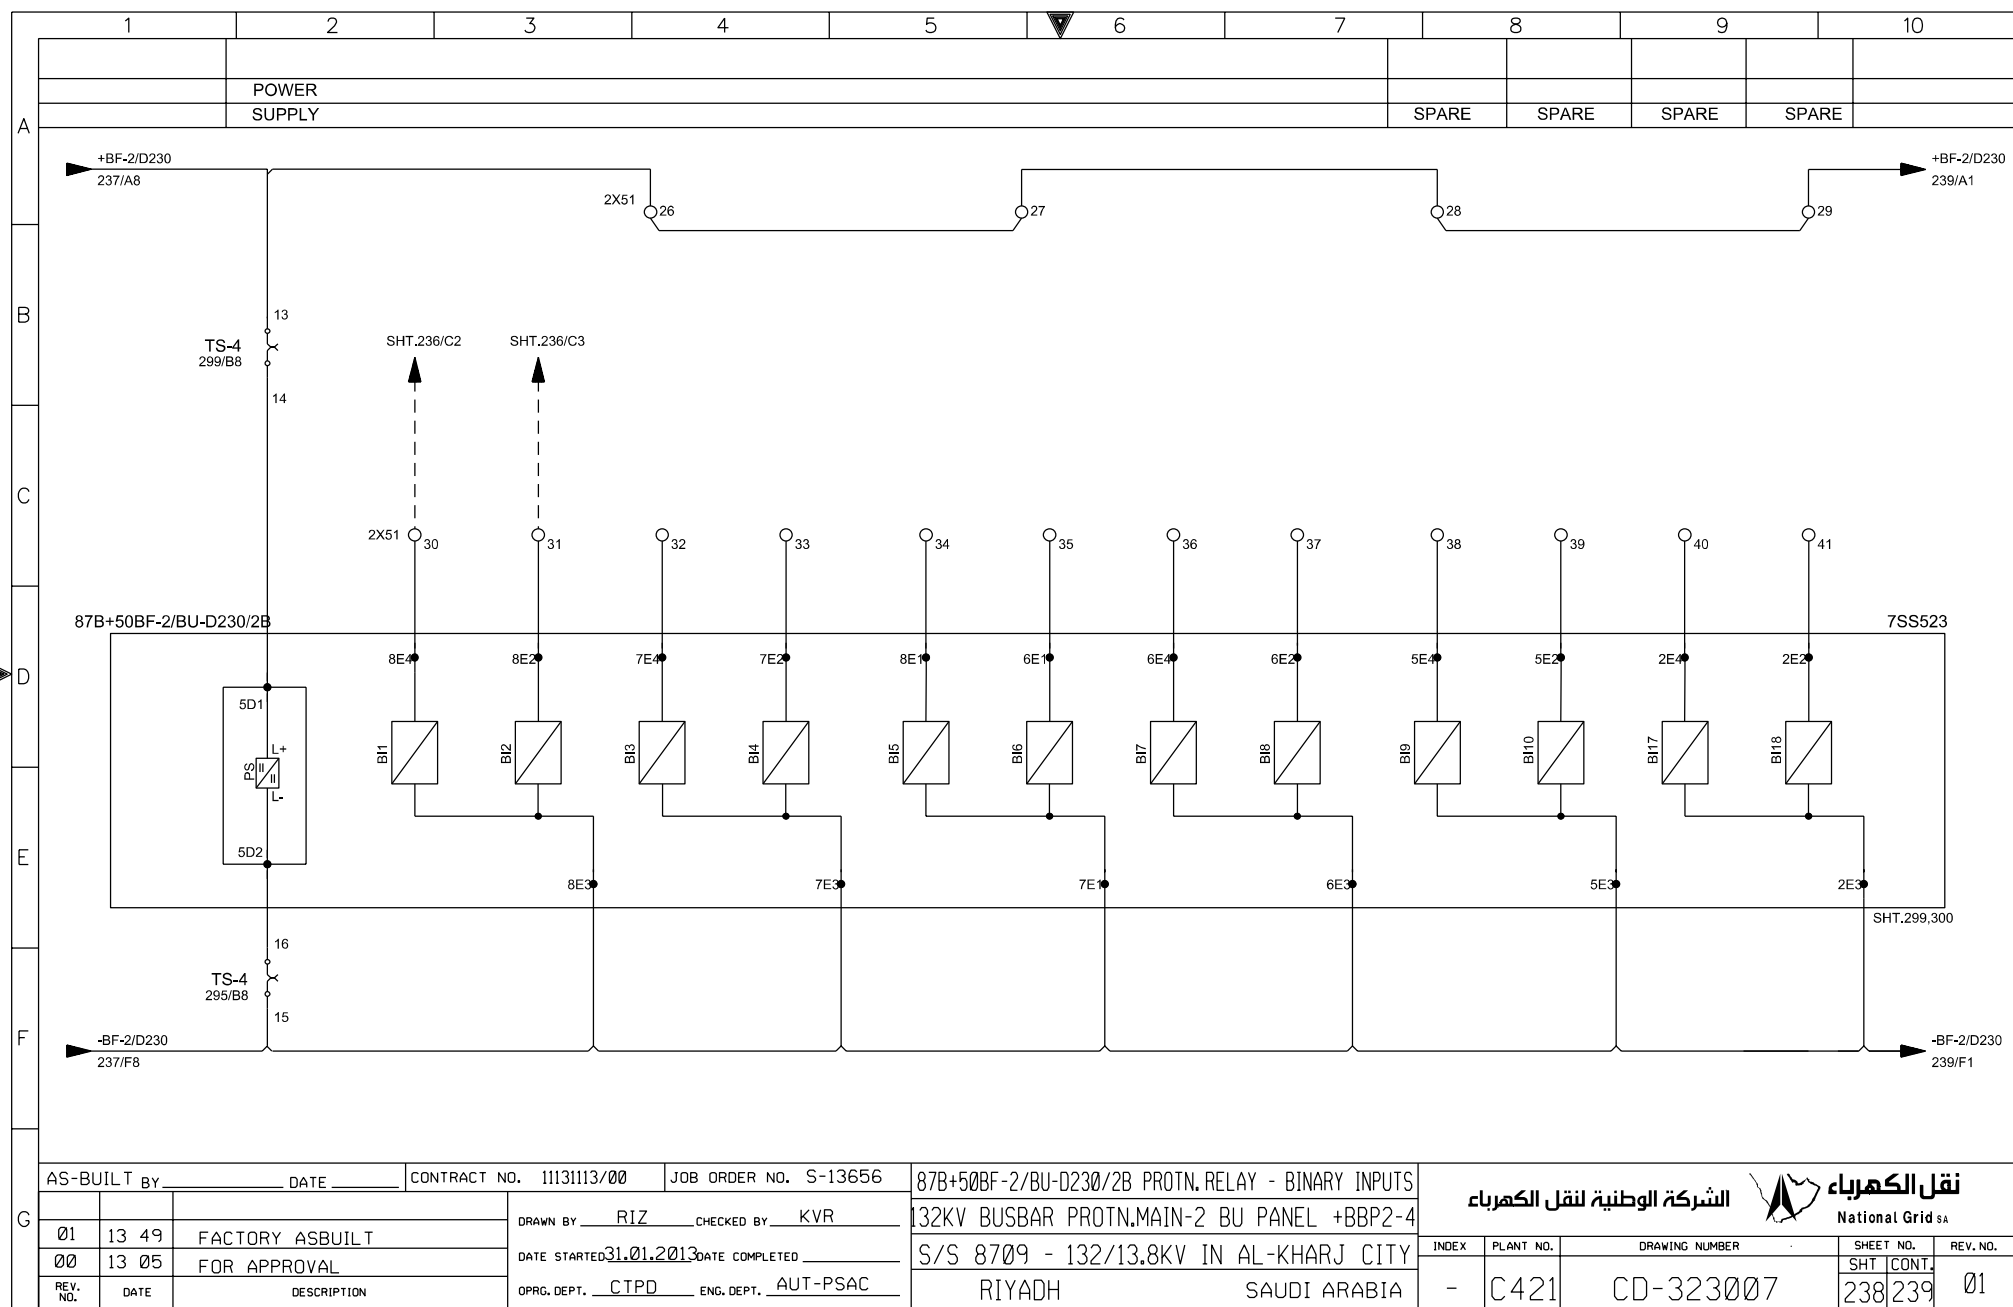 1 2 3 4 5 6 7 8 9 10
POWER
SUPPLY SPARE SPARE SPARE SPARE
A
+BF-2/D230 +BF-2/D230
237/A8 239/A1
2X51 26 27 28 29
B
13
TS-4
299/B8
14
SHT.236/C2 SHT.236/C3
C
2X51 30 31 32 33 34 35 36 37 38 39 40 41
87B+50BF-2/BU-D230/2B 7SS523
D
8E4 8E2 7E4 7E2 8E1 6E1 6E4 6E2 5E4 5E2 2E4 2E2
5D1
L+
PS
L-
BI1 BI2 BI3 BI4 BI5 BI6 BI7 BI8 BI9 BI10 BI17 BI18
E
5D2
8E3 7E3 7E1 6E3 5E3 2E3
SHT.299,300
16
TS-4
295/B8
15
F
-BF-2/D230 -BF-2/D230
237/F8 239/F1
G
AS-BUILT BY DATE CONTRACT NO. 11131113/00 JOB ORDER NO. S-13656
01 13 49 FACTORY ASBUILT
00 13 05 FOR APPROVAL
REV. NO. DATE DESCRIPTION
DRAWN BY RIZ CHECKED BY KVR
DATE STARTED 31.01.2013 DATE COMPLETED
OPRG. DEPT. CTPD ENG. DEPT. AUT-PSAC
87B+50BF-2/BU-D230/2B PROTN.RELAY - BINARY INPUTS
132KV BUSBAR PROTN.MAIN-2 BU PANEL +BBP2-4
S/S 8709 - 132/13.8KV IN AL-KHARJ CITY
RIYADH SAUDI ARABIA
الشركة الوطنية لنقل الكهرباء
نقل الكهرباء
National Grid SA
INDEX PLANT NO. DRAWING NUMBER SHEET NO. REV. NO.
SHT CONT.
- C421 CD-323007 238 239 01